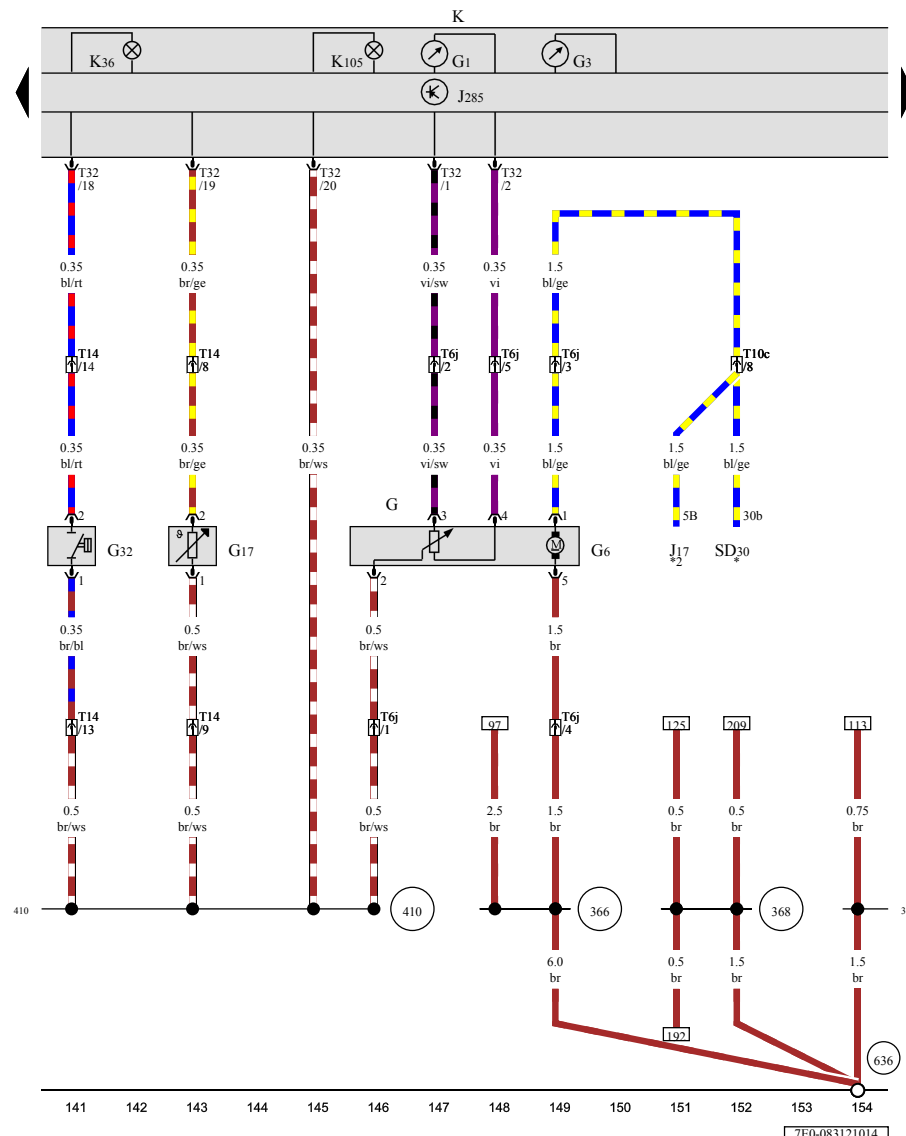 K
K36
K105
G1
G3
J285
T32
/18
T32
/19
T32
/20
T32
/1
T32
/2
0.35
bl/rt
0.35
br/ge
0.35
vi/sw
0.35
vi
1.5
bl/ge
T14
/14
T14
/8
T6j
/2
T6j
/5
T6j
/3
T10c
/8
0.35
bl/rt
0.35
br/ge
0.35
br/ws
0.35
vi/sw
0.35
vi
1.5
bl/ge
1.5
bl/ge
1.5
bl/ge
2
2
G
3
4
1
5B
30b
G32
G17
M
G6
J17
*2
SD30
*
1
1
2
5
0.35
br/bl
0.5
br/ws
0.5
br/ws
1.5
br
T14
/13
T14
/9
T6j
/1
97
T6j
/4
125
209
113
0.5
br/ws
0.5
br/ws
0.5
br/ws
2.5
br
1.5
br
0.5
br
0.5
br
0.75
br
410
410
366
368
3
6.0
br
0.5
br
1.5
br
1.5
br
192
636
141 142 143 144 145 146 147 148 149 150 151 152 153 154
7E0-083121014